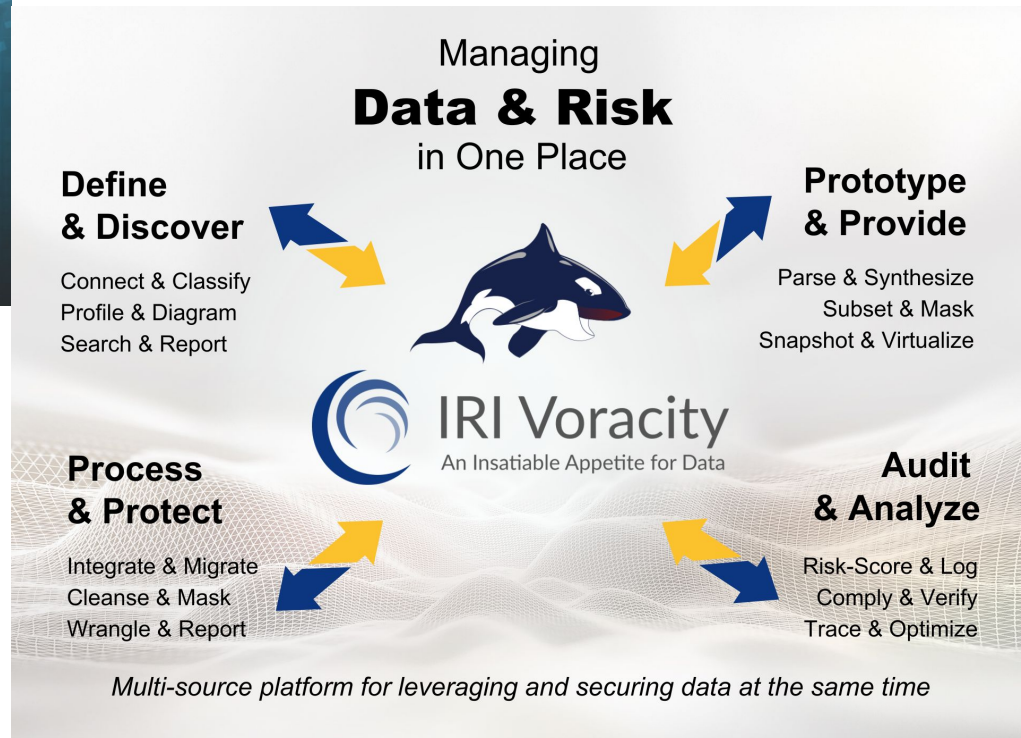 Managing
Data & Risk
in One Place
Define
& Discover
Connect & Classify
Profile & Diagram
Search & Report
Prototype
& Provide
Parse & Synthesize
Subset & Mask
Snapshot & Virtualize
IRI Voracity
An Insatiable Appetite for Data
Process
& Protect
Integrate & Migrate
Cleanse & Mask
Wrangle & Report
Audit
& Analyze
Risk-Score & Log
Comply & Verify
Trace & Optimize
Multi-source platform for leveraging and securing data at the same time